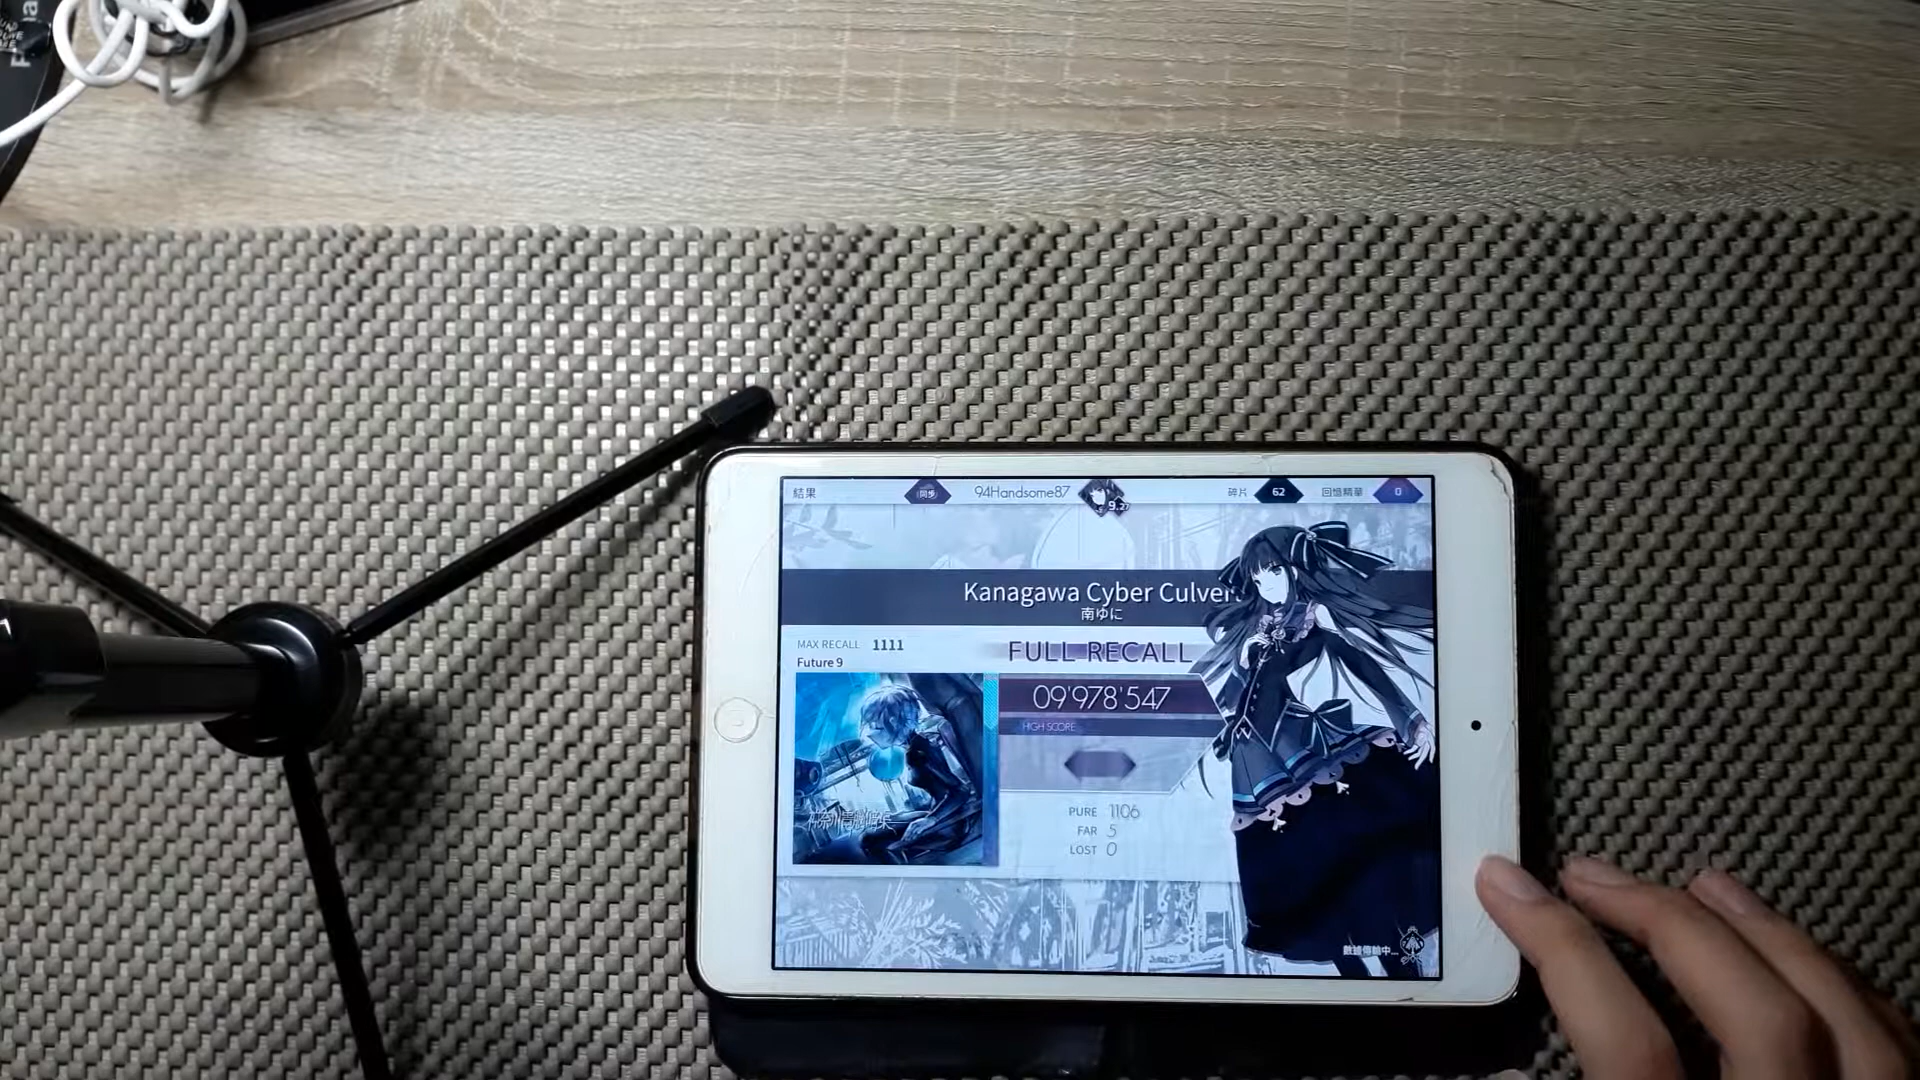 結果
同步
94Handsome87
9.27
碎片 62
回憶精華 0
Kanagawa Cyber Culvert
南ゆに
MAX RECALL 1111
Future 9
FULL RECALL
09'978'547
HIGH SCORE
PURE 1106
FAR 5
LOST 0
數據傳輸中...